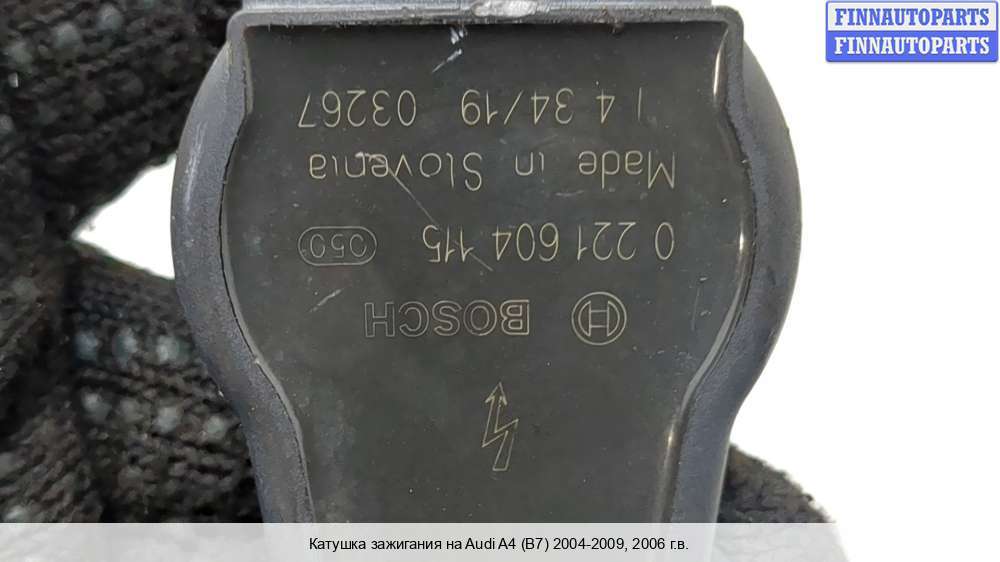 FINNAUTOPARTS
FINNAUTOPARTS
BOSCH
0 221 604 115 050
Made in Slovenia
1 4 34/19 03267
Катушка зажигания на Audi A4 (B7) 2004-2009, 2006 г.в.